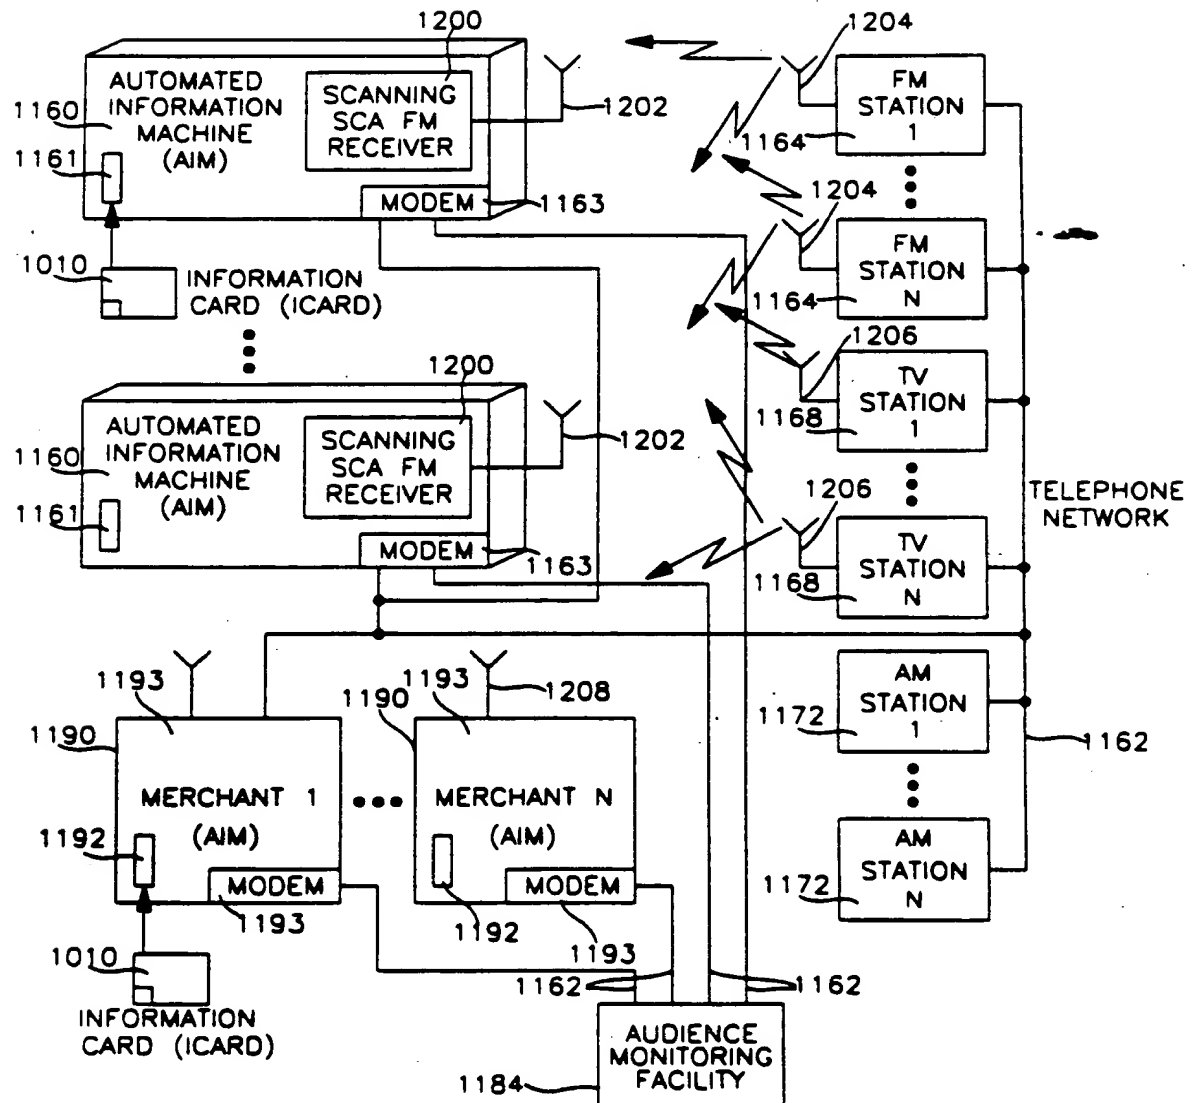 1200
1204
AUTOMATED
INFORMATION
MACHINE
(AIM)
1160
1161
SCANNING
SCA FM
RECEIVER
1202
FM
STATION
1
1164
MODEM
1163
1204
1010
INFORMATION
CARD (ICARD)
FM
STATION
N
1164
1206
1200
AUTOMATED
INFORMATION
MACHINE
(AIM)
1160
1161
SCANNING
SCA FM
RECEIVER
1202
TV
STATION
1
1168
MODEM
1163
1206
TELEPHONE
NETWORK
TV
STATION
N
1168
1193
1190
1193
1190
1208
AM
STATION
1
1172
1162
MERCHANT 1
(AIM)
MERCHANT N
(AIM)
1192
MODEM
1193
MODEM
1192
1193
AM
STATION
N
1172
1010
INFORMATION
CARD (ICARD)
1162
1162
AUDIENCE
MONITORING
FACILITY
1184